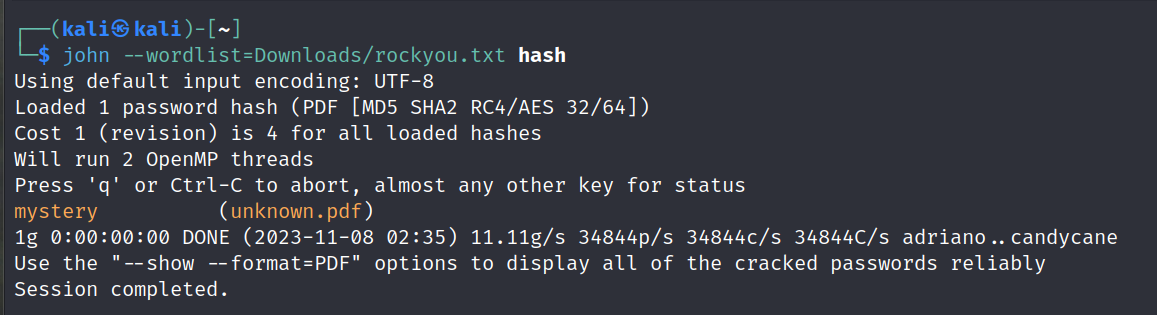 ┌──(kali㉿kali)-[~]
└─$ john --wordlist=Downloads/rockyou.txt hash
Using default input encoding: UTF-8
Loaded 1 password hash (PDF [MD5 SHA2 RC4/AES 32/64])
Cost 1 (revision) is 4 for all loaded hashes
Will run 2 OpenMP threads
Press 'q' or Ctrl-C to abort, almost any other key for status
mystery          (unknown.pdf)
1g 0:00:00:00 DONE (2023-11-08 02:35) 11.11g/s 34844p/s 34844c/s 34844C/s adriano..candycane
Use the "--show --format=PDF" options to display all of the cracked passwords reliably
Session completed.